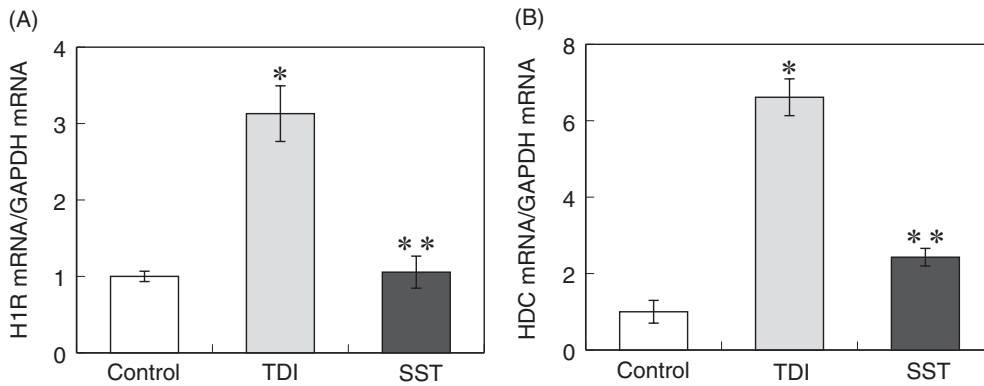 (A)
H1R mRNA/GAPDH mRNA
4
3
2
1
0
*
**
Control TDI SST
(B)
HDC mRNA/GAPDH mRNA
8
6
4
2
0
*
**
Control TDI SST